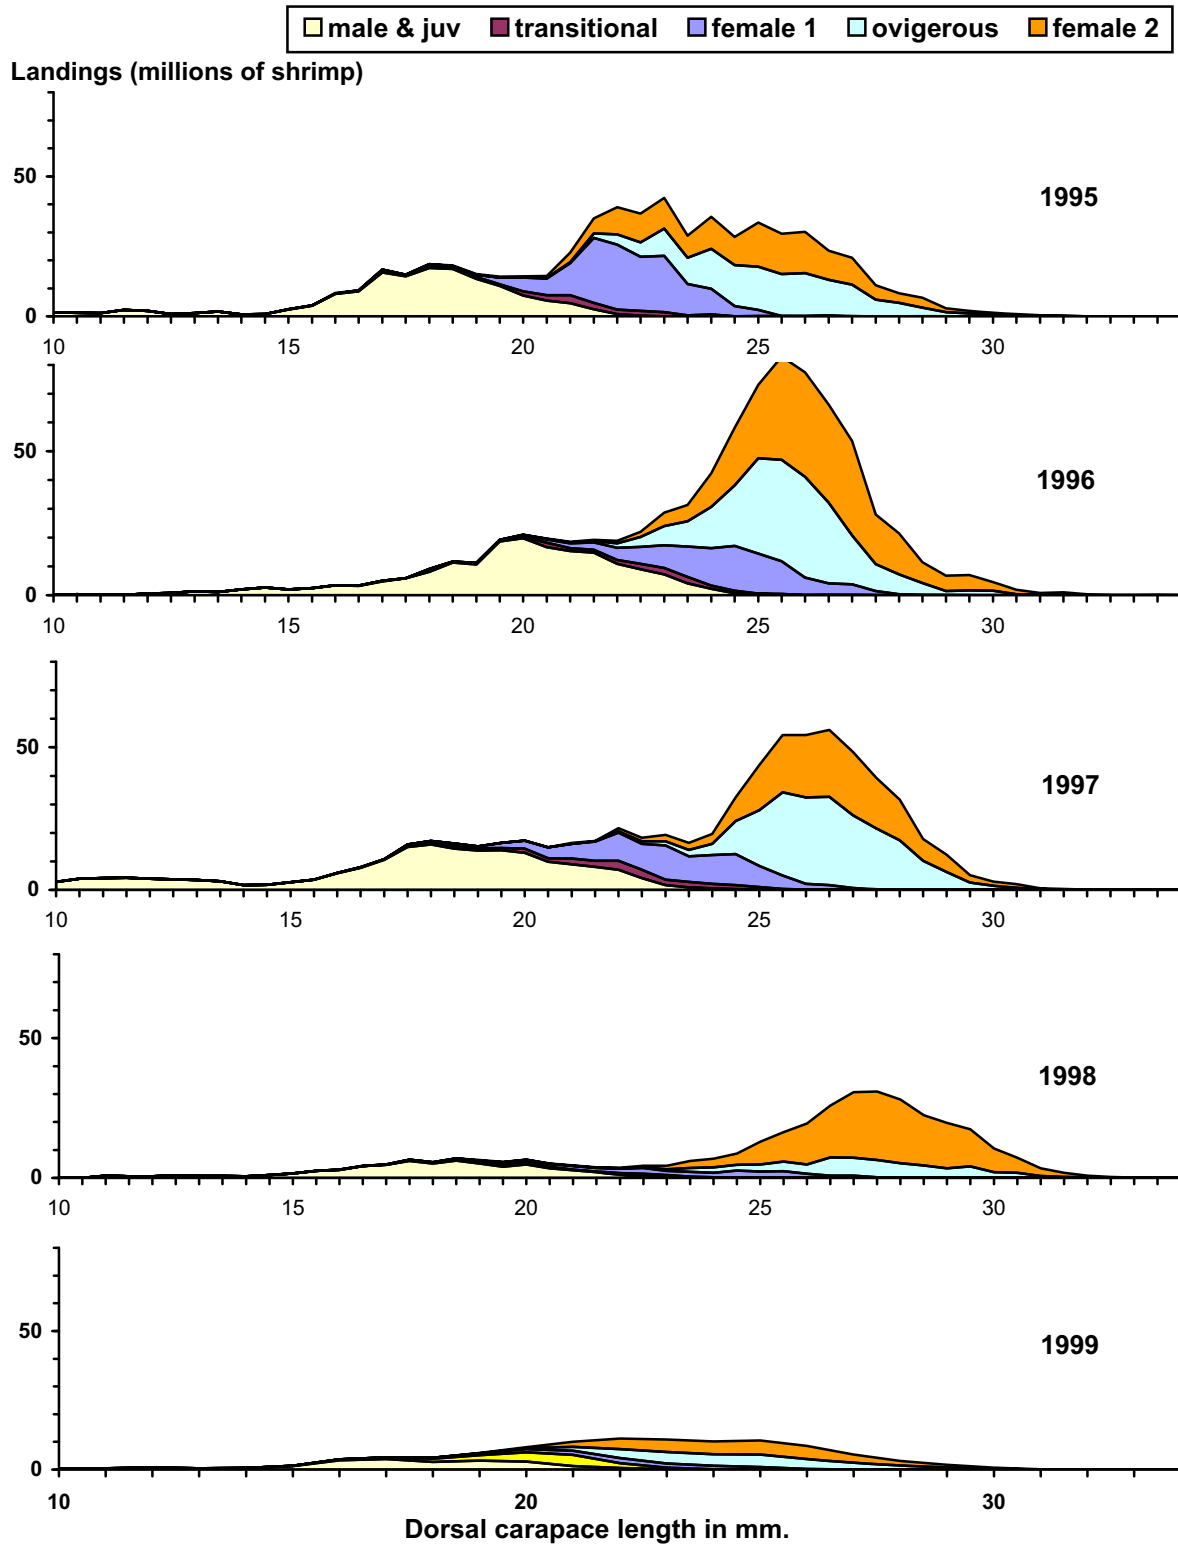 male & juv transitional female 1 ovigerous female 2
Landings (millions of shrimp)
50
1995
0
10 15 20 25 30
50
1996
0
10 15 20 25 30
50
1997
0
10 15 20 25 30
50
1998
0
10 15 20 25 30
50
1999
0
10 20 30
Dorsal carapace length in mm.